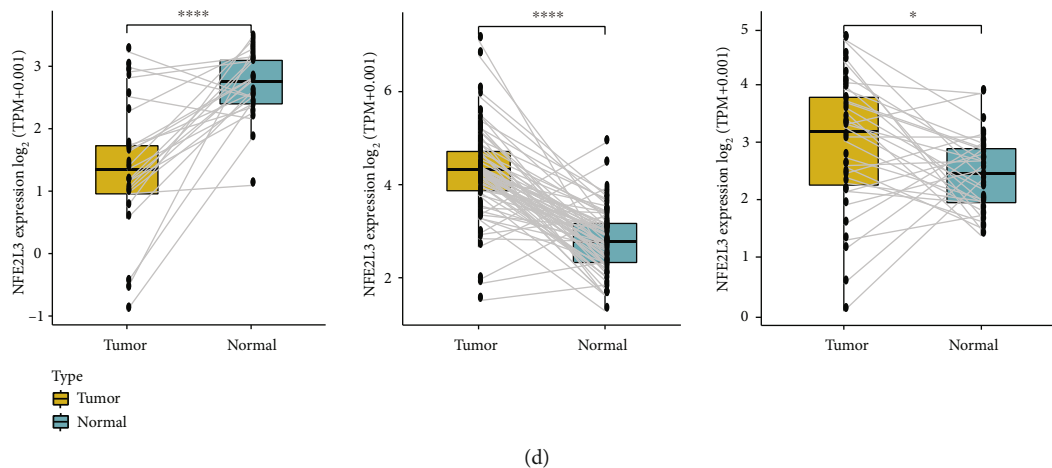 ****
NFE2L3 expression log2 (TPM+0.001)
3
2
1
0
–1
Tumor
Normal
****
NFE2L3 expression log2 (TPM+0.001)
6
4
2
Tumor
Normal
*
NFE2L3 expression log2 (TPM+0.001)
5
4
3
2
1
0
Tumor
Normal
Type
Tumor
Normal
(d)